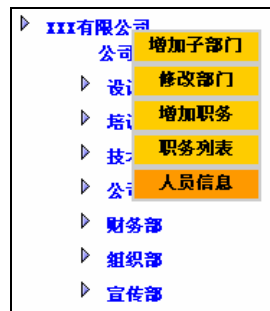 xxx有限公司
公司
增加子部门
设
修改部门
培
增加职务
技
职务列表
公
人员信息
财务部
组织部
宣传部